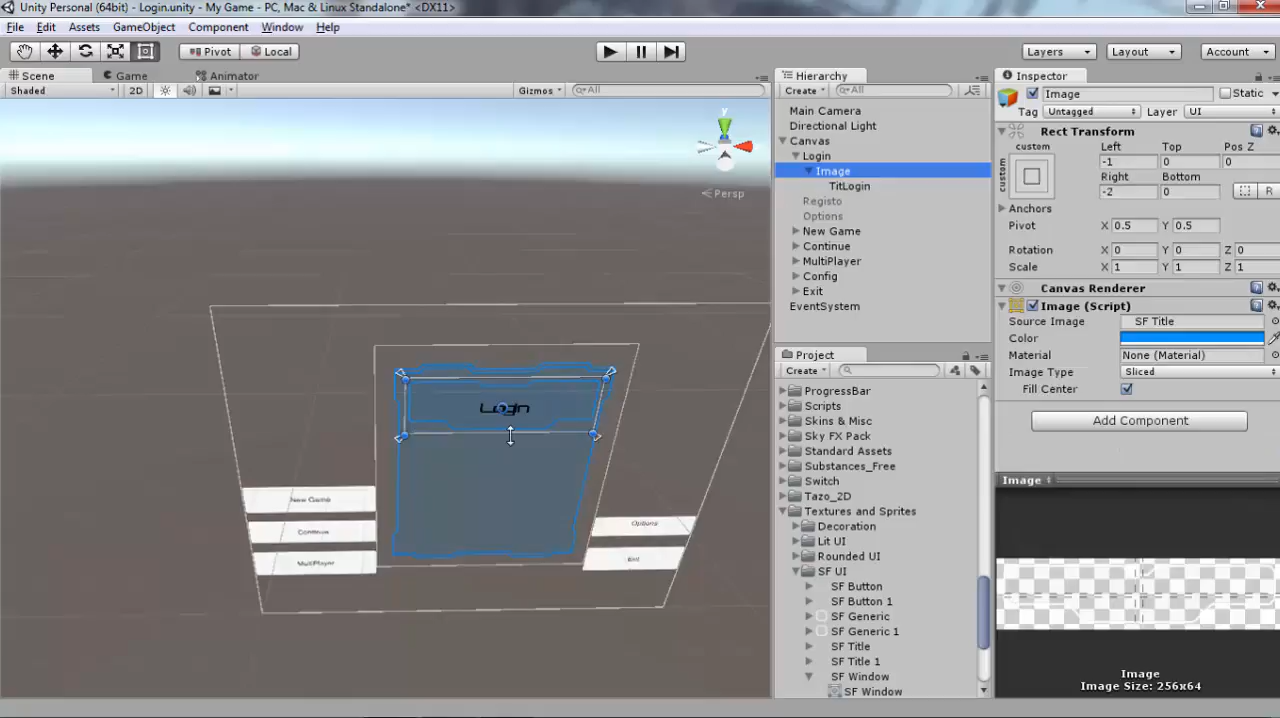 Unity Personal (64bit) - Login.unity - My Game - PC, Mac & Linux Standalone* <DX11>
File Edit Assets GameObject Component Window Help
Pivot Local Layers Layout Account
Scene Game Animator
Shaded 2D Gizmos All
y
Persp
Login
New Game
Continue
MultiPlayer
Options
Exit
Hierarchy
Create All
Main Camera
Directional Light
Canvas
Login
Image
TitLogin
Registo
Options
New Game
Continue
MultiPlayer
Config
Exit
EventSystem
Project
Create
ProgressBar
Scripts
Skins & Misc
Sky FX Pack
Standard Assets
Substances_Free
Switch
Tazo_2D
Textures and Sprites
Decoration
Lit UI
Rounded UI
SF UI
SF Button
SF Button 1
SF Generic
SF Generic 1
SF Title
SF Title 1
SF Window
SF Window
Inspector
Image Static
Tag Untagged Layer UI
Rect Transform
custom Left Top Pos Z
custom -1 0 0
Right Bottom
-2 0 R
Anchors
Pivot X 0.5 Y 0.5
Rotation X 0 Y 0 Z 0
Scale X 1 Y 1 Z 1
Canvas Renderer
Image (Script)
Source Image SF Title
Color
Material None (Material)
Image Type Sliced
Fill Center
Add Component
Image
Image
Image Size: 256x64